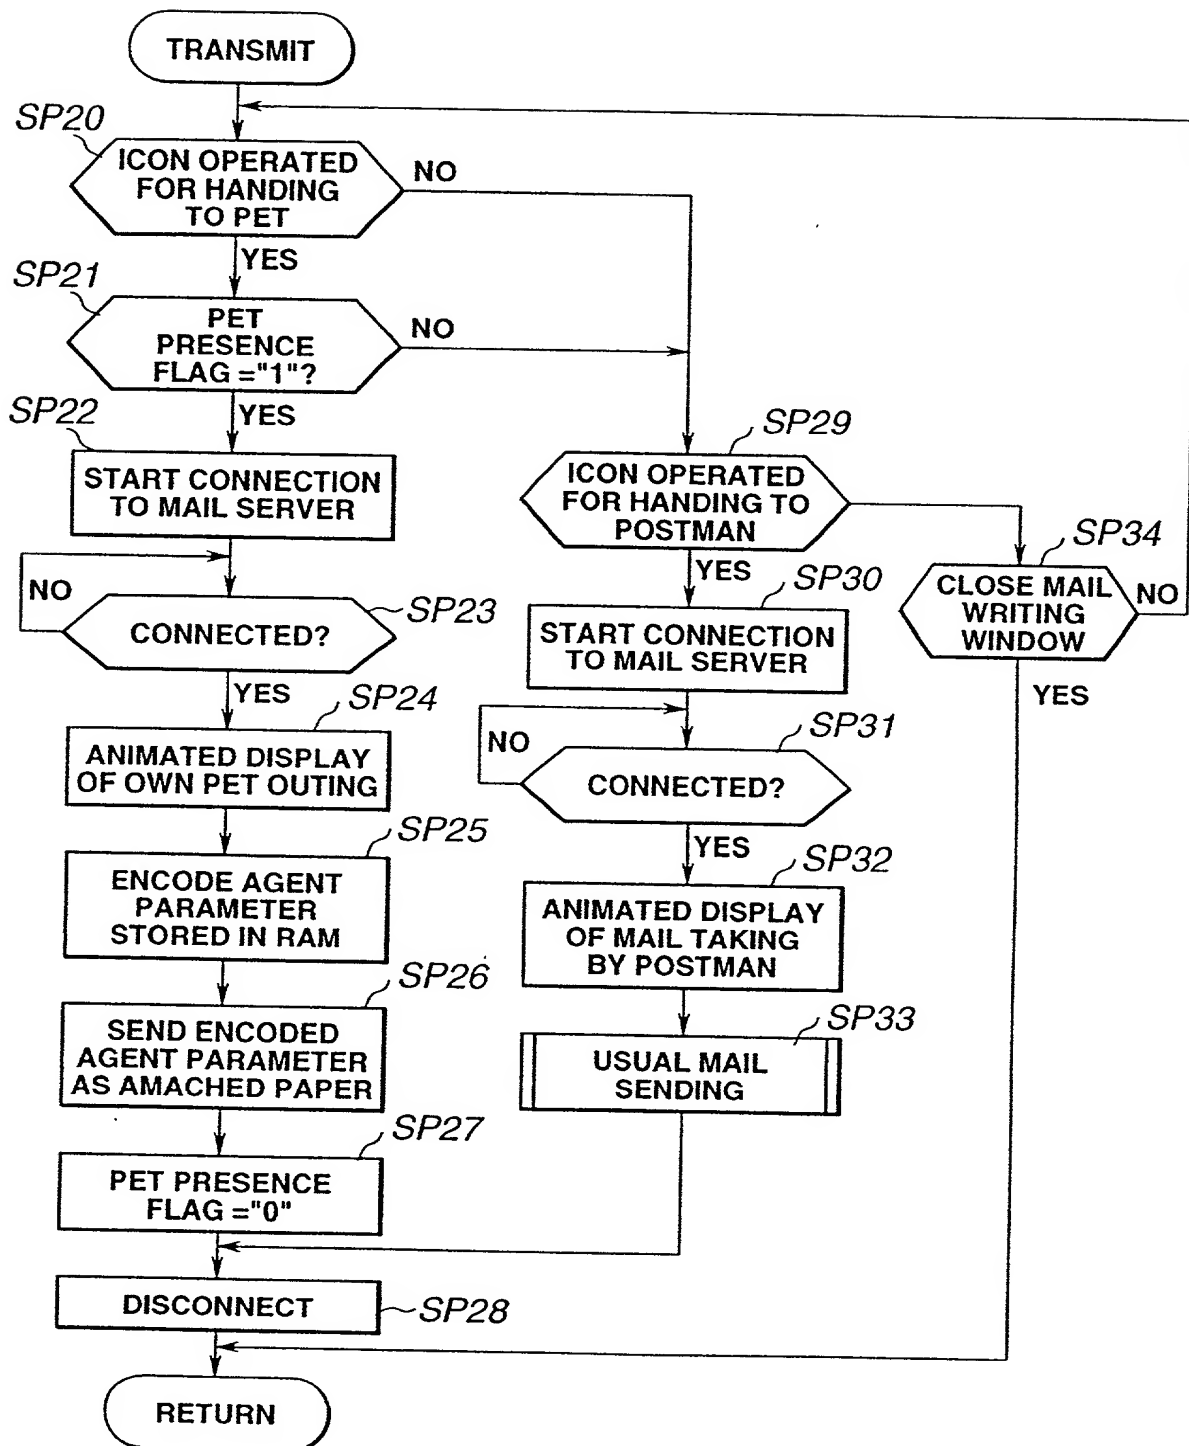 TRANSMIT
SP20
ICON OPERATED
FOR HANDING
TO PET
NO
YES
SP21
PET
PRESENCE
FLAG ="1"?
NO
YES
SP22
START CONNECTION
TO MAIL SERVER
NO
CONNECTED?
SP23
YES
SP24
ANIMATED DISPLAY
OF OWN PET OUTING
SP25
ENCODE AGENT
PARAMETER
STORED IN RAM
SP26
SEND ENCODED
AGENT PARAMETER
AS AMACHED PAPER
SP27
PET PRESENCE
FLAG ="0"
DISCONNECT
SP28
RETURN
SP29
ICON OPERATED
FOR HANDING TO
POSTMAN
YES
SP30
START CONNECTION
TO MAIL SERVER
NO
SP31
CONNECTED?
YES
SP32
ANIMATED DISPLAY
OF MAIL TAKING
BY POSTMAN
SP33
USUAL MAIL
SENDING
SP34
CLOSE MAIL
WRITING
WINDOW
NO
YES